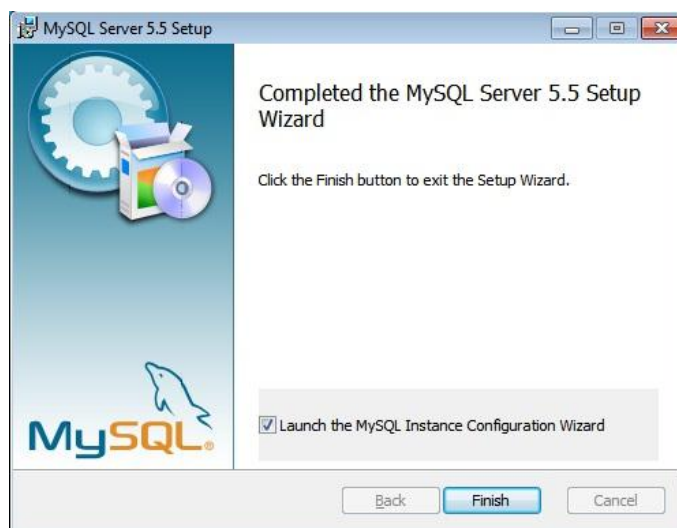 MySQL Server 5.5 Setup
Completed the MySQL Server 5.5 Setup
Wizard
Click the Finish button to exit the Setup Wizard.
MySQL®
Launch the MySQL Instance Configuration Wizard
Back
Finish
Cancel